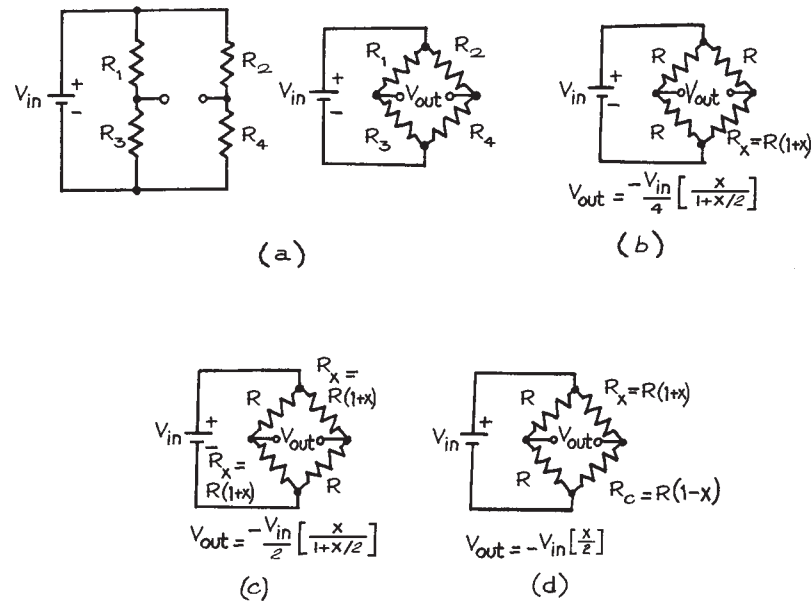 V_in + - R_1 R_3 R_2 R_4
V_in + - R_1 R_2 V_out R_3 R_4
(a)
V_in + - R R V_out R R_x=R(1+x)
V_out = -V_in/4 [x/(1+x/2)]
(b)
R_x=
R(1+x)
R
V_in + - V_out
R_x=
R(1+x)
R
V_out = -V_in/2 [x/(1+x/2)]
(c)
V_in + - R R_x=R(1+x)
V_out
R R_c=R(1-x)
V_out = -V_in[x/2]
(d)